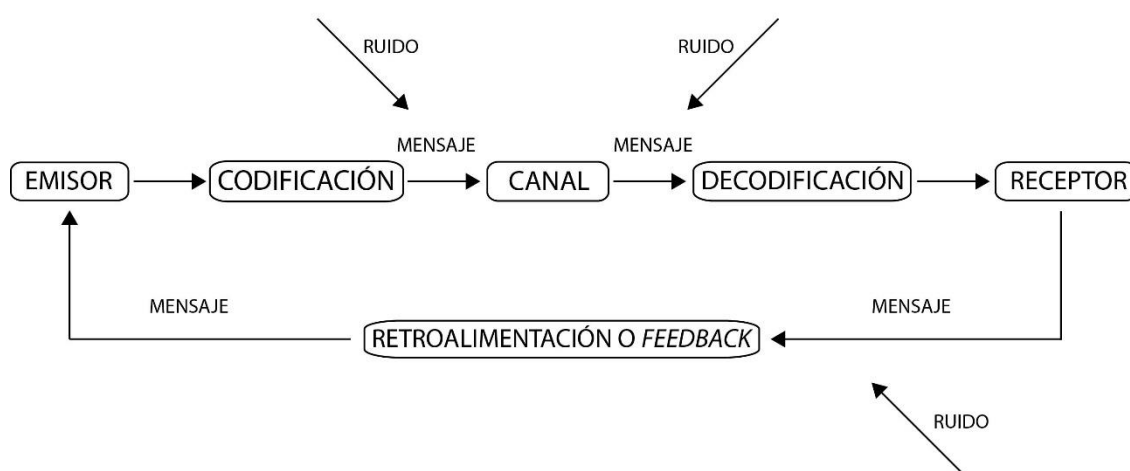 RUIDO
RUIDO
MENSAJE
MENSAJE
EMISOR
CODIFICACIÓN
CANAL
DECODIFICACIÓN
RECEPTOR
MENSAJE
MENSAJE
RETROALIMENTACIÓN O FEEDBACK
RUIDO